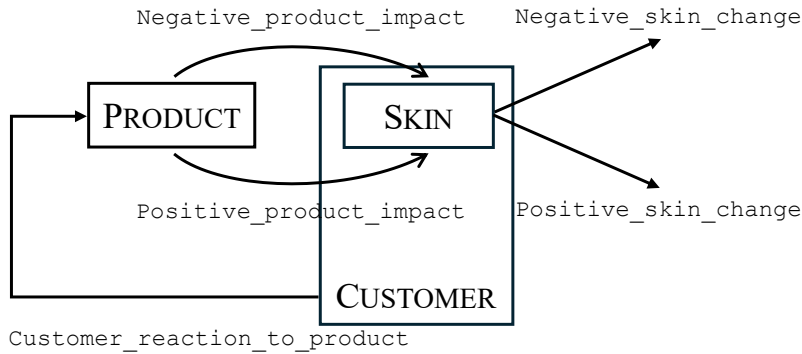 Negative_product_impact
Negative_skin_change
PRODUCT
SKIN
Positive_product_impact
Positive_skin_change
CUSTOMER
Customer_reaction_to_product